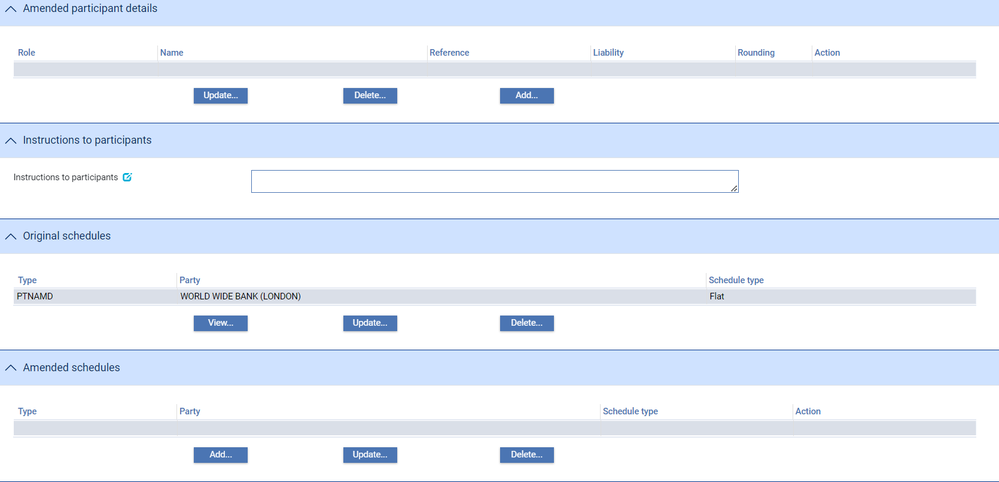 Amended participant details
Role Name Reference Liability Rounding Action
Update... Delete... Add...
Instructions to participants
Instructions to participants
Original schedules
Type Party Schedule type
PTNAMD WORLD WIDE BANK (LONDON) Flat
View... Update... Delete...
Amended schedules
Type Party Schedule type Action
Add... Update... Delete...